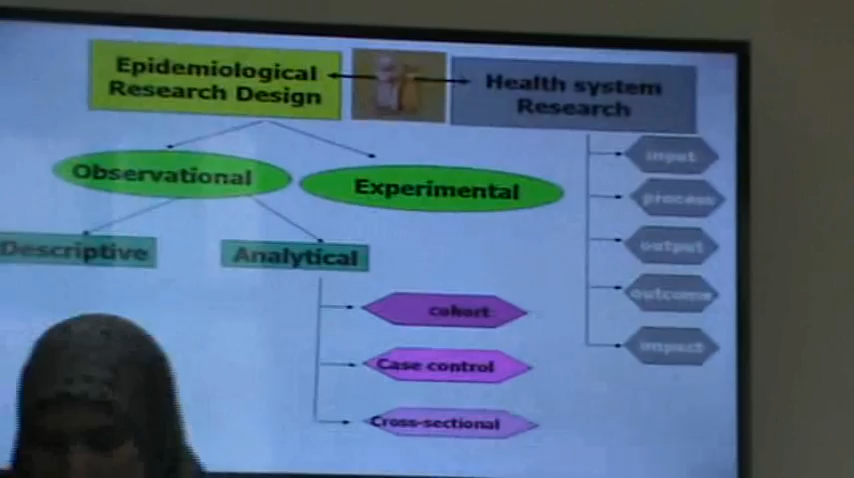 Epidemiological
Research Design
Health system
Research
Observational
Experimental
Descriptive
Analytical
cohort
Case control
Cross-sectional
input
process
output
outcome
impact